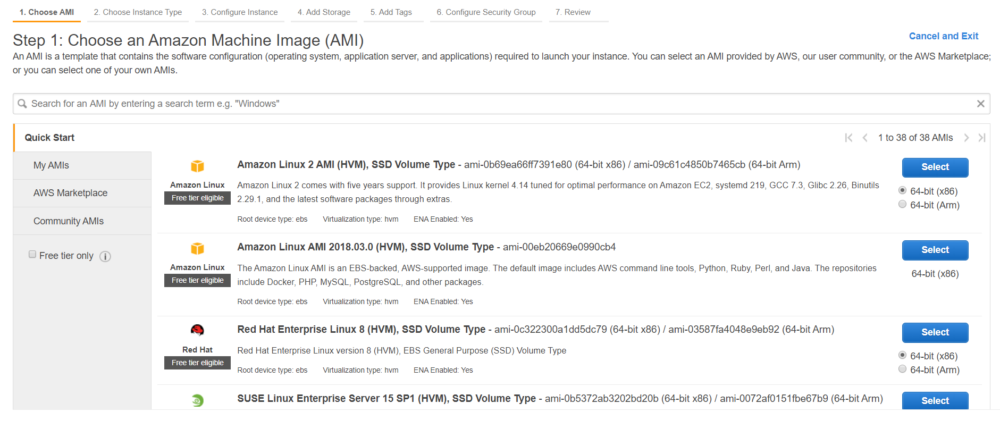 1. Choose AMI 2. Choose Instance Type 3. Configure Instance 4. Add Storage 5. Add Tags 6. Configure Security Group 7. Review
Step 1: Choose an Amazon Machine Image (AMI)
Cancel and Exit
An AMI is a template that contains the software configuration (operating system, application server, and applications) required to launch your instance. You can select an AMI provided by AWS, our user community, or the AWS Marketplace;
or you can select one of your own AMIs.
Search for an AMI by entering a search term e.g. "Windows"
Quick Start
1 to 38 of 38 AMIs
My AMIs
AWS Marketplace
Community AMIs
Free tier only
Amazon Linux
Free tier eligible
Amazon Linux 2 AMI (HVM), SSD Volume Type - ami-0b69ea66ff7391e80 (64-bit x86) / ami-09c61c4850b7465cb (64-bit Arm)
Amazon Linux 2 comes with five years support. It provides Linux kernel 4.14 tuned for optimal performance on Amazon EC2, systemd 219, GCC 7.3, Glibc 2.26, Binutils
2.29.1, and the latest software packages through extras.
Root device type: ebs Virtualization type: hvm ENA Enabled: Yes
Select
64-bit (x86)
64-bit (Arm)
Amazon Linux
Free tier eligible
Amazon Linux AMI 2018.03.0 (HVM), SSD Volume Type - ami-00eb20669e0990cb4
The Amazon Linux AMI is an EBS-backed, AWS-supported image. The default image includes AWS command line tools, Python, Ruby, Perl, and Java. The repositories
include Docker, PHP, MySQL, PostgreSQL, and other packages.
Root device type: ebs Virtualization type: hvm ENA Enabled: Yes
Select
64-bit (x86)
Red Hat
Free tier eligible
Red Hat Enterprise Linux 8 (HVM), SSD Volume Type - ami-0c322300a1dd5dc79 (64-bit x86) / ami-03587fa4048e9eb92 (64-bit Arm)
Red Hat Enterprise Linux version 8 (HVM), EBS General Purpose (SSD) Volume Type
Root device type: ebs Virtualization type: hvm ENA Enabled: Yes
Select
64-bit (x86)
64-bit (Arm)
SUSE Linux Enterprise Server 15 SP1 (HVM), SSD Volume Type - ami-0b5372ab3202bd20b (64-bit x86) / ami-0072af0151fbe67b9 (64-bit Arm)
Select